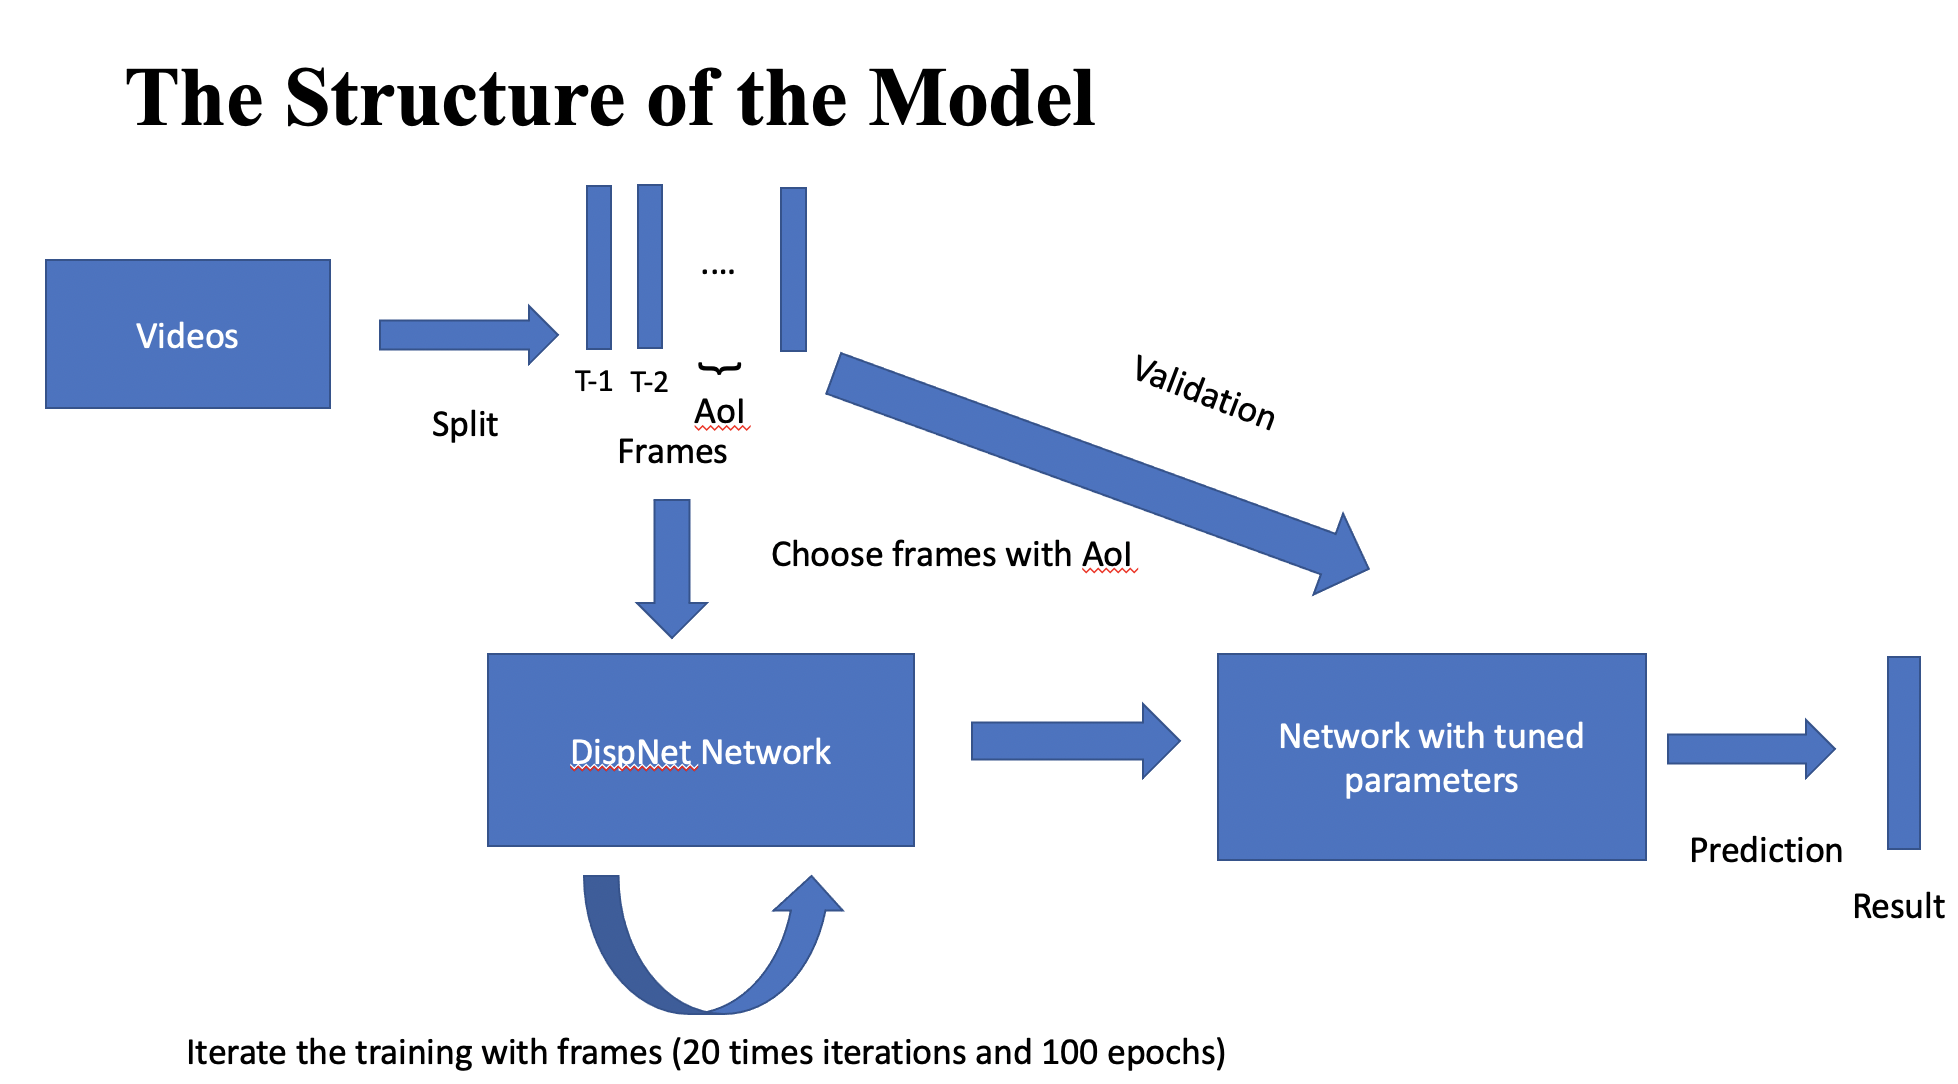 The Structure of the Model
....
Videos
T-1 T-2
AoI
Split
Frames
Validation
Choose frames with AoI
DispNet Network
Network with tuned
parameters
Prediction
Result
Iterate the training with frames (20 times iterations and 100 epochs)